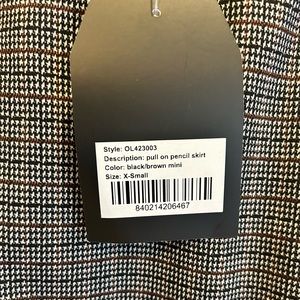 Style: OL423003
Description: pull on pencil skirt
Color: black/brown mini
Size: X-Small
840214206467